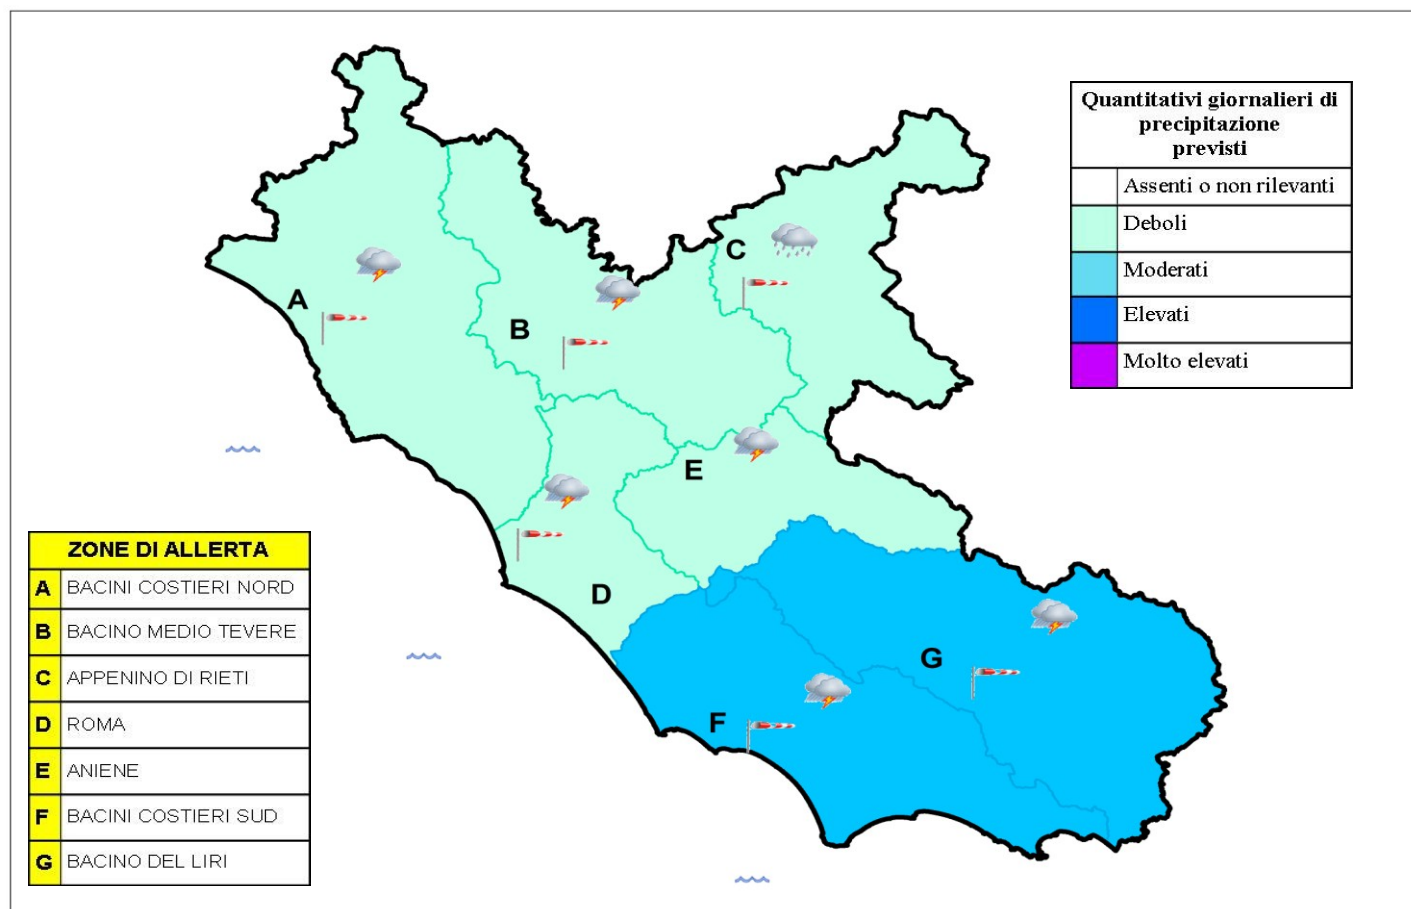 Quantitativi giornalieri di
precipitazione
previsti
Assenti o non rilevanti
Deboli
Moderati
Elevati
Molto elevati
A
B
C
E
D
G
F
ZONE DI ALLERTA
A BACINI COSTIERI NORD
B BACINO MEDIO TEVERE
C APPENINO DI RIETI
D ROMA
E ANIENE
F BACINI COSTIERI SUD
G BACINO DEL LIRI